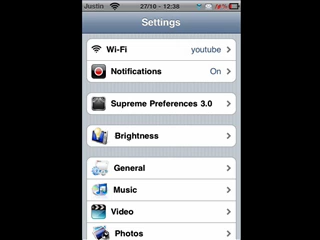 Justin 27/10 - 12:38
Settings
Wi-Fi youtube
Notifications On
Supreme Preferences 3.0
Brightness
General
Music
Video
Photos